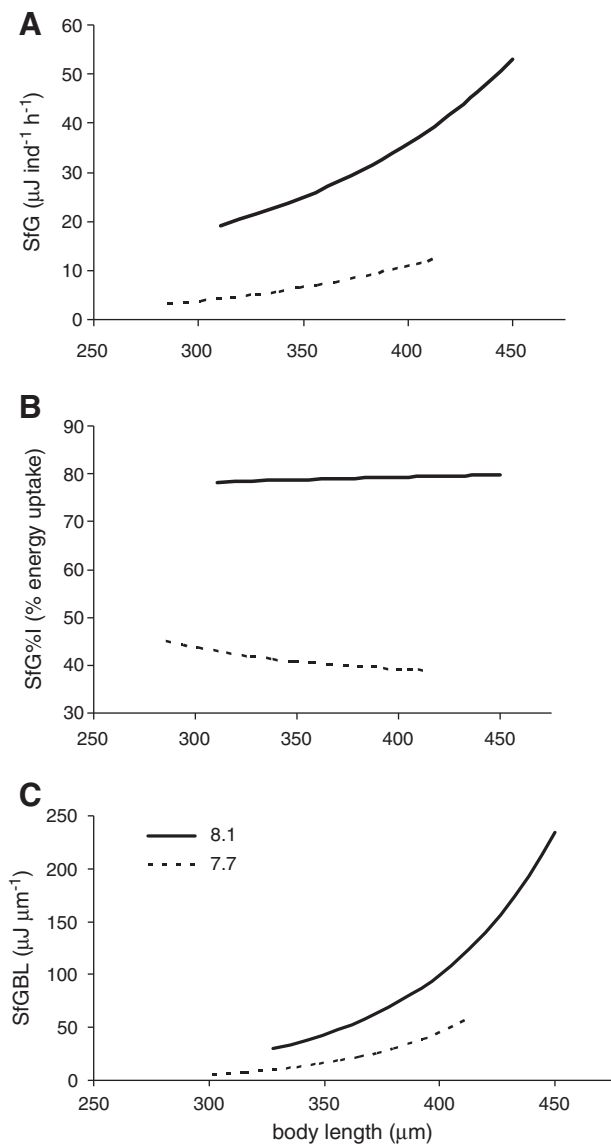 A
SfG (µJ ind⁻¹ h⁻¹)
60
50
40
30
20
10
0
250 300 350 400 450
B
SfG%I (% energy uptake)
90
80
70
60
50
40
30
250 300 350 400 450
C
SfGBL (µJ µm⁻¹)
250
200
150
100
50
0
8.1
7.7
250 300 350 400 450
body length (µm)